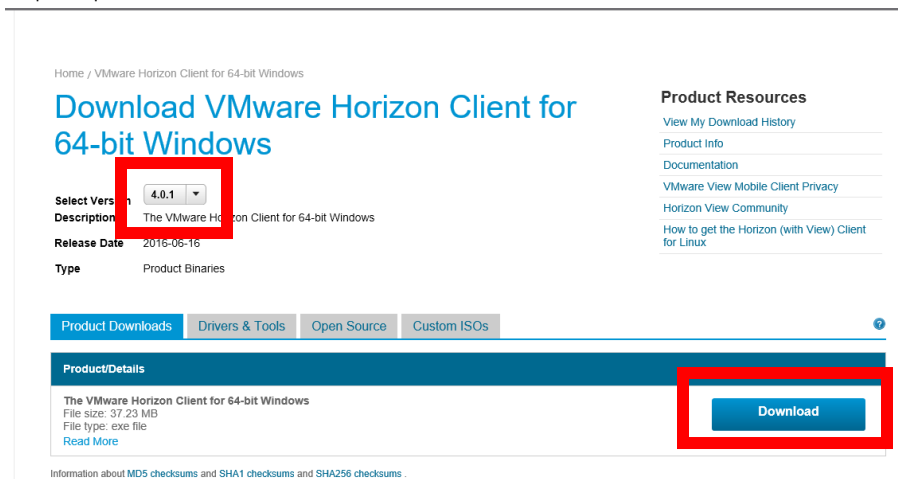 Home / VMware Horizon Client for 64-bit Windows
Download VMware Horizon Client for
64-bit Windows
Select Version 4.0.1
Description The VMware Horizon Client for 64-bit Windows
Release Date 2016-06-16
Type Product Binaries
Product Resources
View My Download History
Product Info
Documentation
VMware View Mobile Client Privacy
Horizon View Community
How to get the Horizon (with View) Client
for Linux
Product Downloads Drivers & Tools Open Source Custom ISOs ?
Product/Details
The VMware Horizon Client for 64-bit Windows
File size: 37.23 MB
File type: exe file
Read More
Download
Information about MD5 checksums and SHA1 checksums and SHA256 checksums .